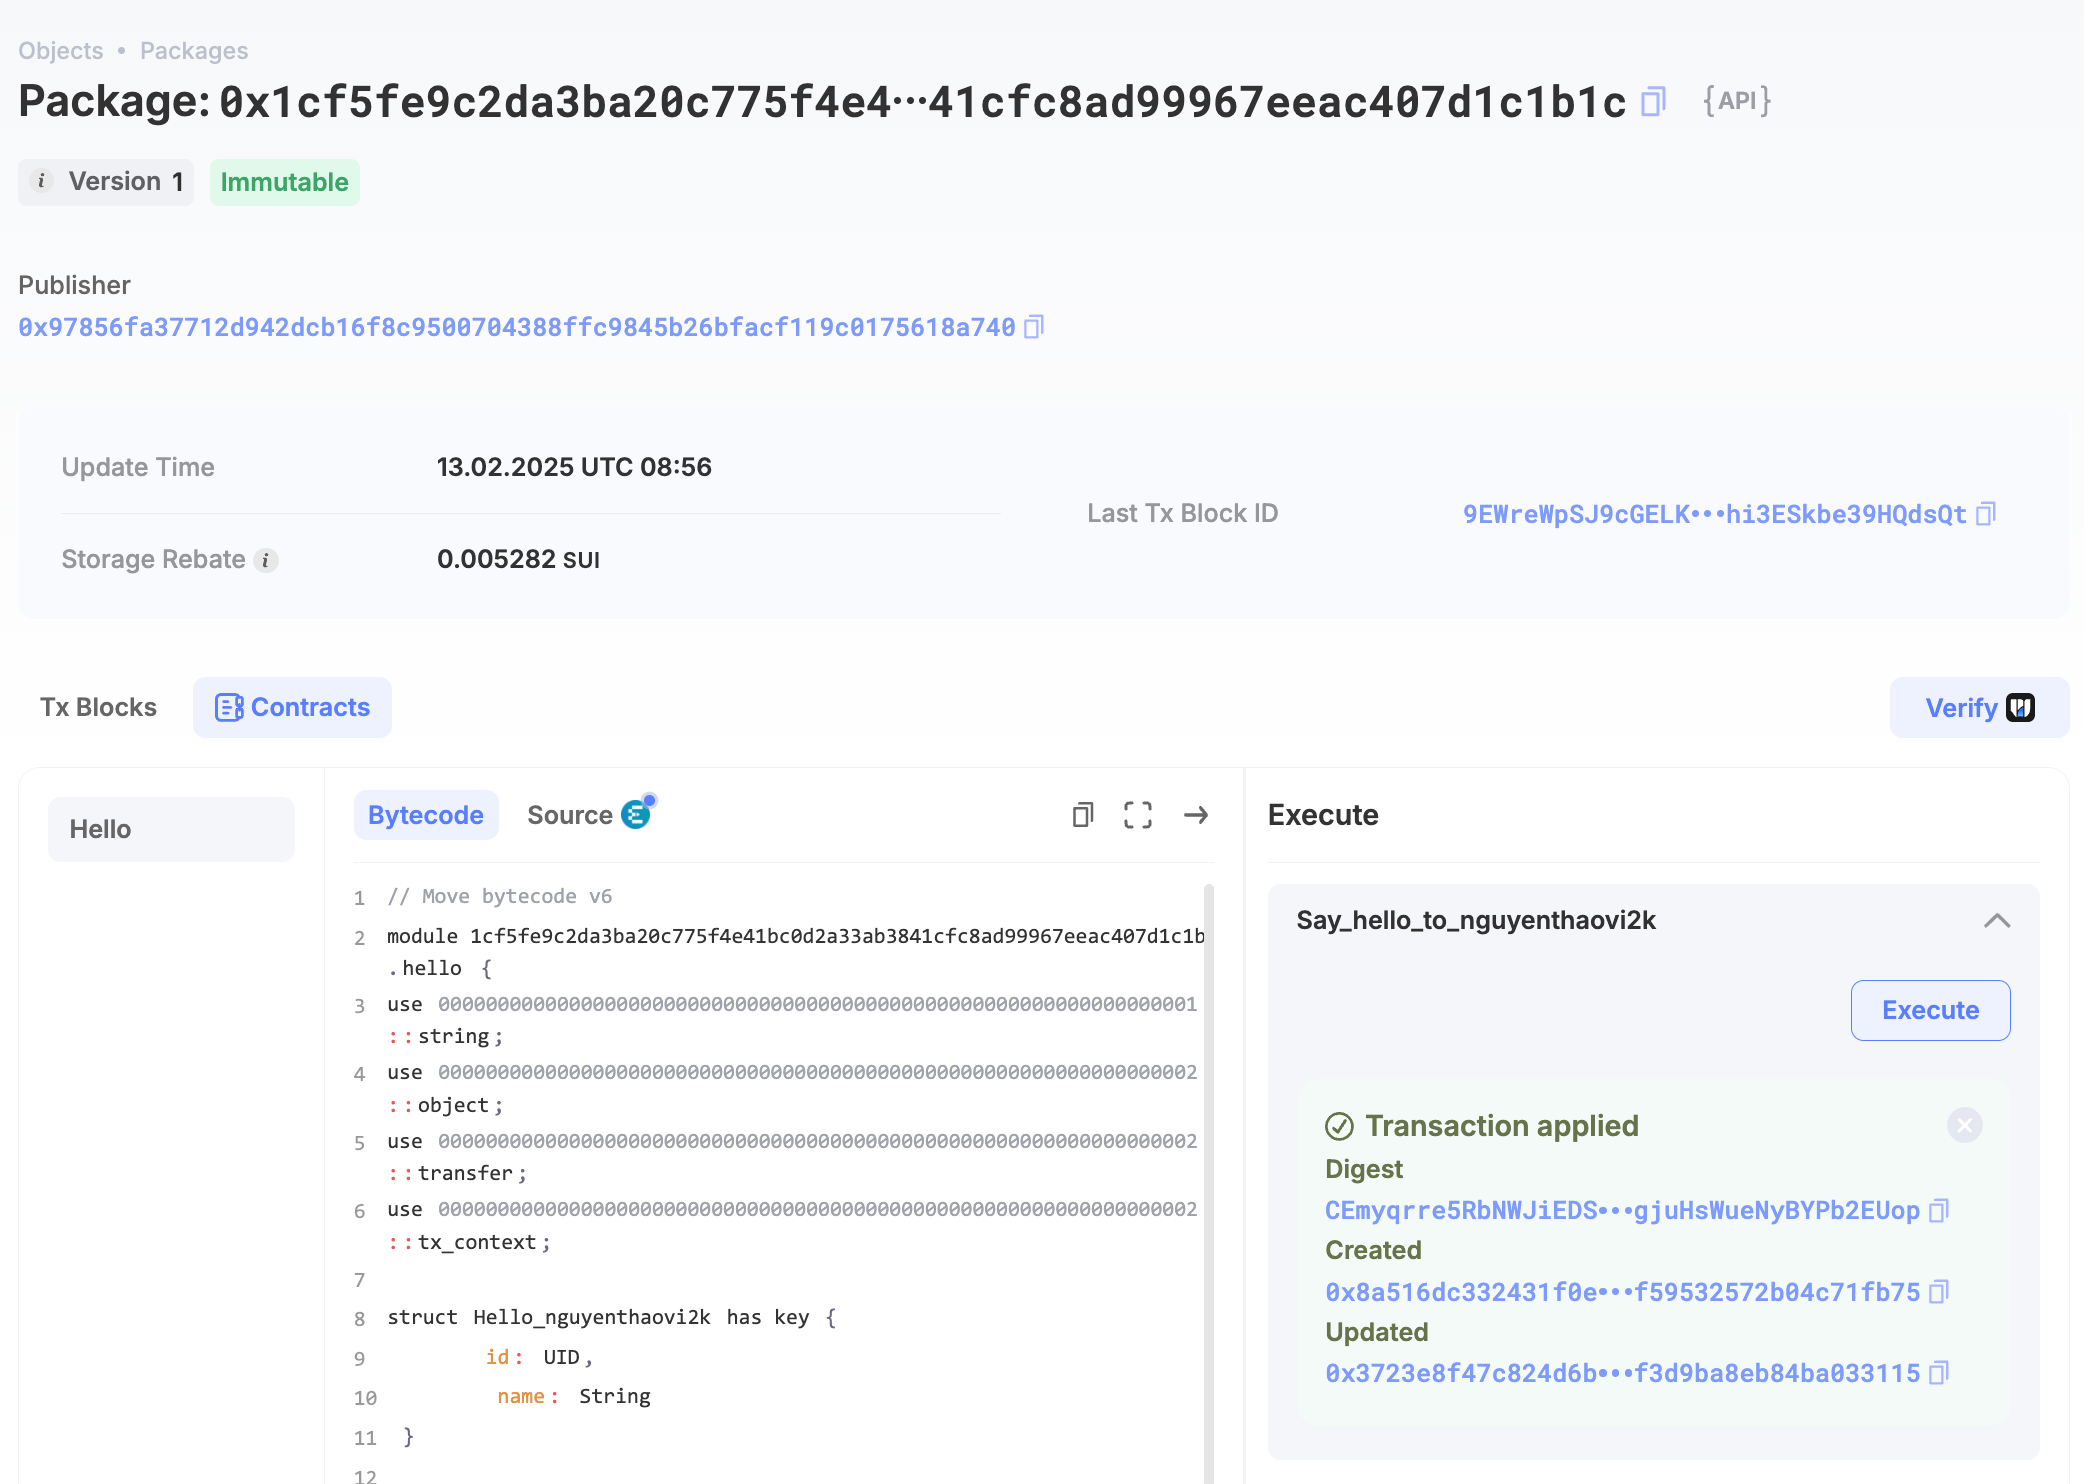 Objects • Packages
Package: 0x1cf5fe9c2da3ba20c775f4e4···41cfc8ad99967eeac407d1c1b1c {API}
i Version 1 Immutable
Publisher
0x97856fa37712d942dcb16f8c9500704388ffc9845b26bfacf119c0175618a740
Update Time 13.02.2025 UTC 08:56
Last Tx Block ID 9EWreWpSJ9cGELK···hi3ESkbe39HQdsQt
Storage Rebate i 0.005282 SUI
Tx Blocks Contracts Verify
Hello
Bytecode Source
1 // Move bytecode v6
2 module 1cf5fe9c2da3ba20c775f4e41bc0d2a33ab3841cfc8ad99967eeac407d1c1b
.hello {
3 use 0000000000000000000000000000000000000000000000000000000000000001
::string;
4 use 0000000000000000000000000000000000000000000000000000000000000002
::object;
5 use 0000000000000000000000000000000000000000000000000000000000000002
::transfer;
6 use 0000000000000000000000000000000000000000000000000000000000000002
::tx_context;
7
8 struct Hello_nguyenthaovi2k has key {
9 id: UID,
10 name: String
11 }
12
Execute
Say_hello_to_nguyenthaovi2k
Execute
Transaction applied
Digest
CEmyqrre5RbNWJiEDS···gjuHsWueNyBYPb2EUop
Created
0x8a516dc332431f0e···f59532572b04c71fb75
Updated
0x3723e8f47c824d6b···f3d9ba8eb84ba033115